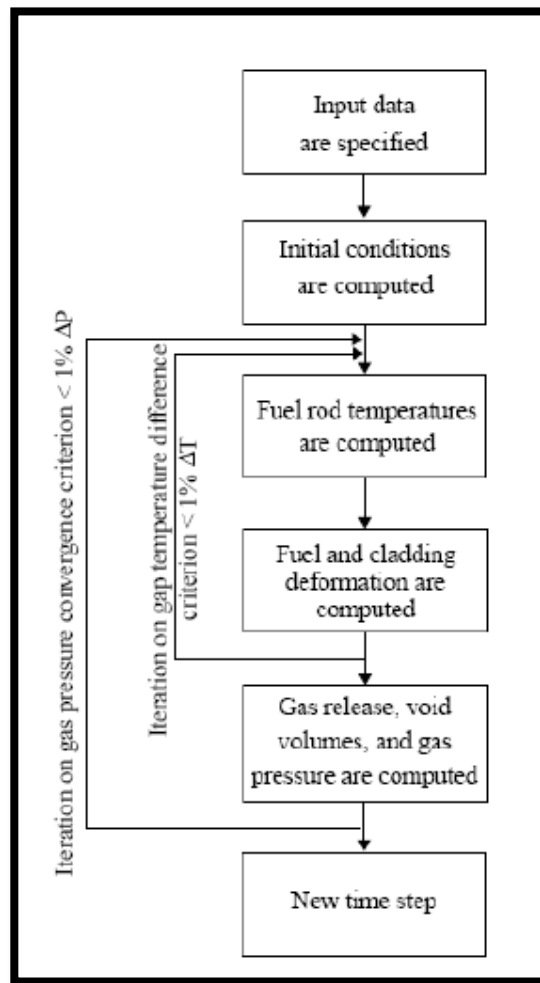 Input data
are specified
Initial conditions
are computed
Fuel rod temperatures
are computed
Fuel and cladding
deformation are
computed
Gas release, void
volumes, and gas
pressure are computed
New time step
Iteration on gas pressure convergence criterion < 1% ΔP
Iteration on gap temperature difference
criterion < 1% ΔT